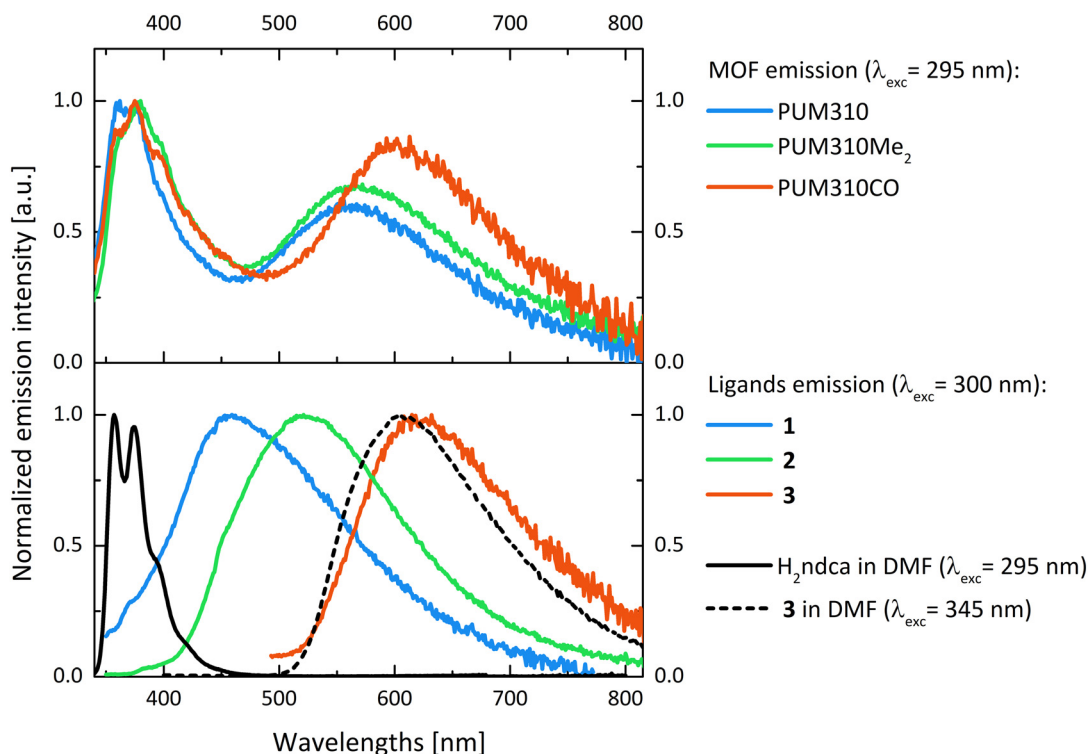 400 500 600 700 800
1.0 1.0
0.5 0.5
0.0 0.0
1.0 1.0
0.5 0.5
0.0 0.0
400 500 600 700 800
Wavelengths [nm]
Normalized emission intensity [a.u.]
MOF emission (λexc= 295 nm):
PUM310
PUM310Me2
PUM310CO
Ligands emission (λexc= 300 nm):
1
2
3
H2ndca in DMF (λexc= 295 nm)
3 in DMF (λexc= 345 nm)